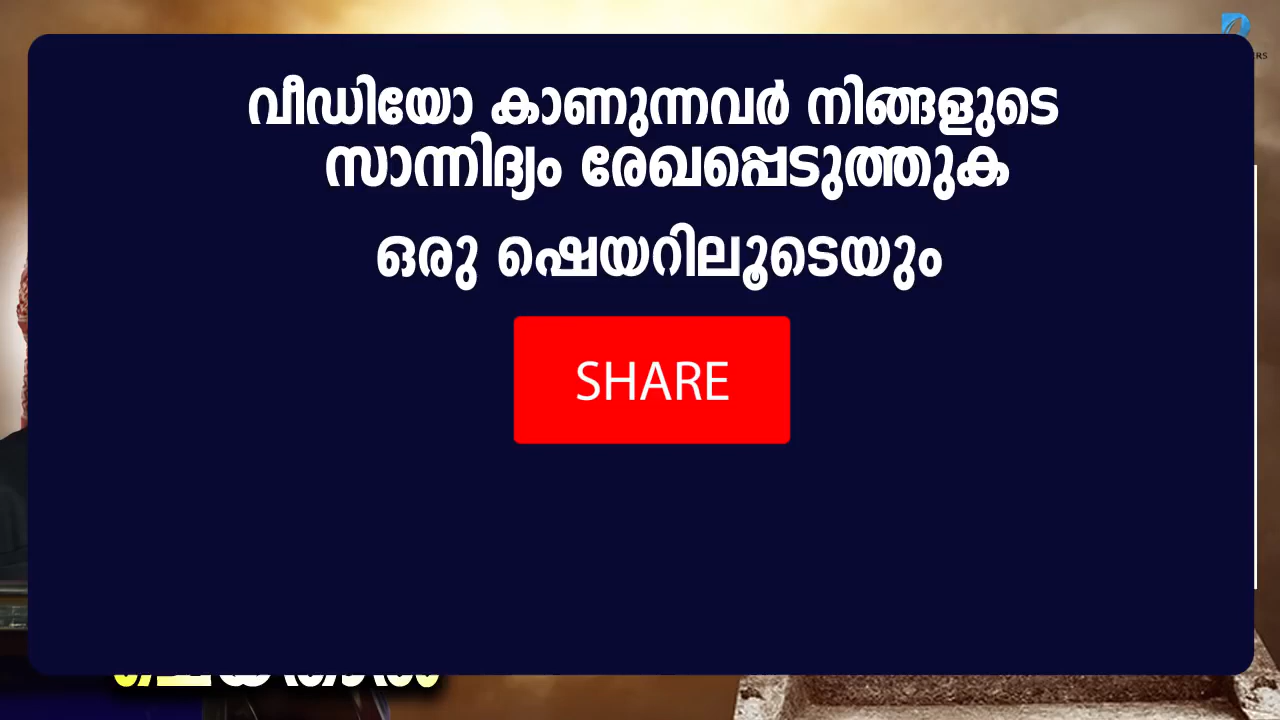 വീഡിയോ കാണുന്നവർ നിങ്ങളുടെ
സാന്നിദ്യം രേഖപ്പെടുത്തുക
ഒരു ഷെയറിലൂടെയും
SHARE